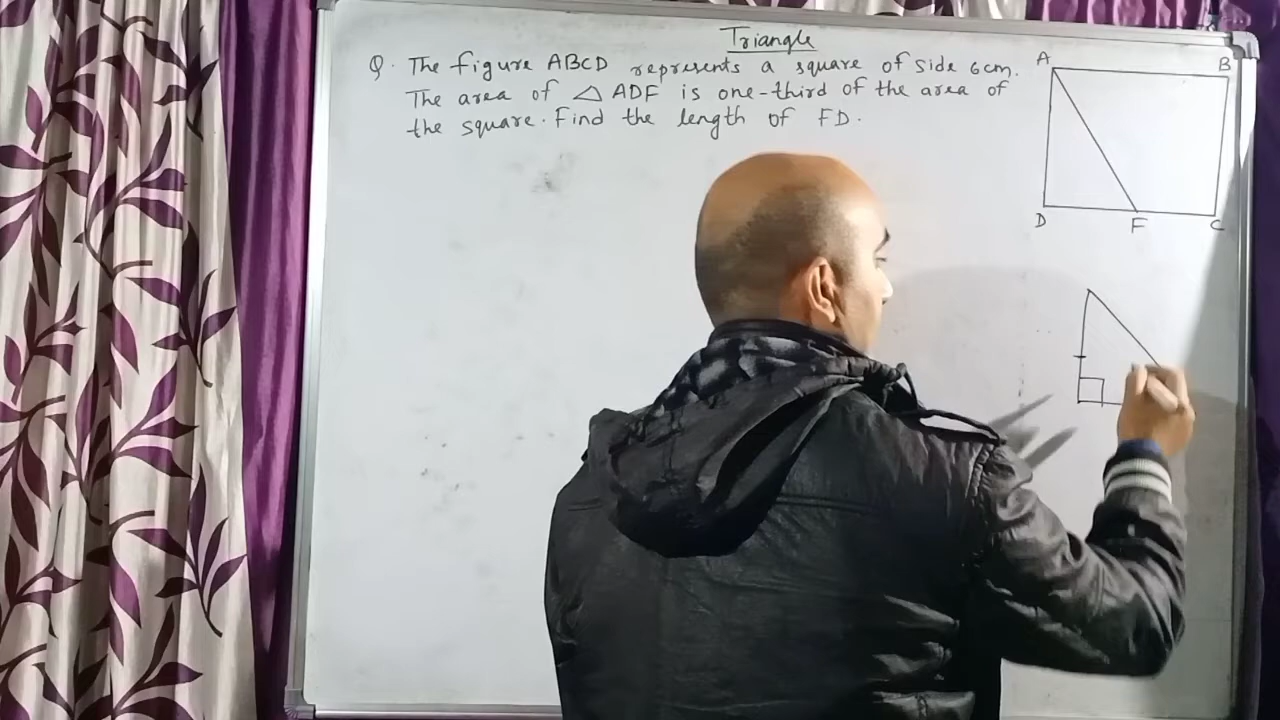 Triangle
Q. The figure ABCD represents a square of side 6cm.
The area of △ ADF is one-third of the area of
the square. Find the length of FD.
A B
D F C